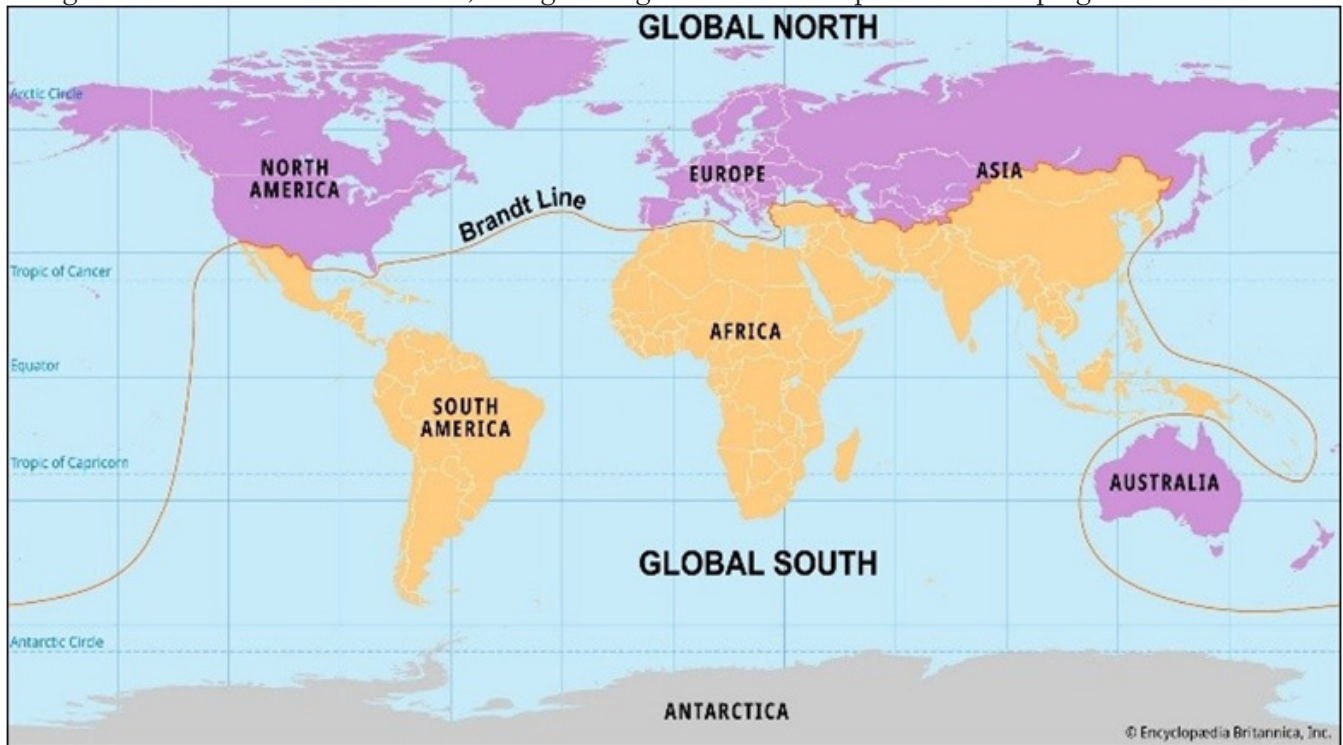 GLOBAL NORTH
Arctic Circle
NORTH
AMERICA
EUROPE
ASIA
Brandt Line
Tropic of Cancer
AFRICA
Equator
SOUTH
AMERICA
Tropic of Capricorn
AUSTRALIA
GLOBAL SOUTH
Antarctic Circle
ANTARCTICA
© Encyclopædia Britannica, Inc.